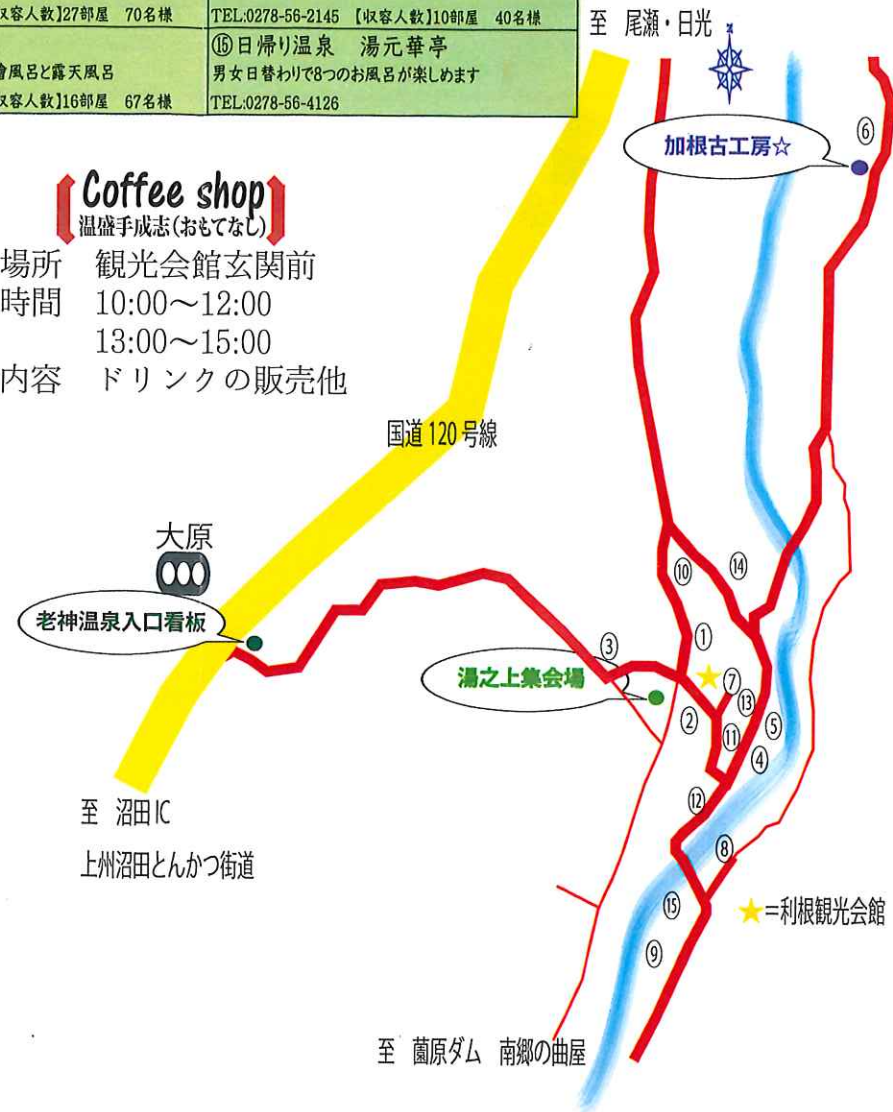 収容人数】27部屋 70名様
TEL:0278-56-2145 【収容人数】10部屋 40名様
風呂と露天風呂
収容人数】16部屋 67名様
⑮日帰り温泉 湯元華亭
男女日替わりで8つのお風呂が楽しめます
TEL:0278-56-4126
至 尾瀬・日光
N
加根古工房☆
⑥
Coffee shop
温盛手成志(おもてなし)
場所 観光会館玄関前
時間 10:00～12:00
13:00～15:00
内容 ドリンクの販売他
国道120号線
大原
老神温泉入口看板
湯之上集会場
③
⑩
⑭
①
⑦
②
⑬
⑤
⑪
④
⑫
⑧
⑮
⑨
至 沼田IC
上州沼田とんかつ街道
★=利根観光会館
至 薗原ダム 南郷の曲屋